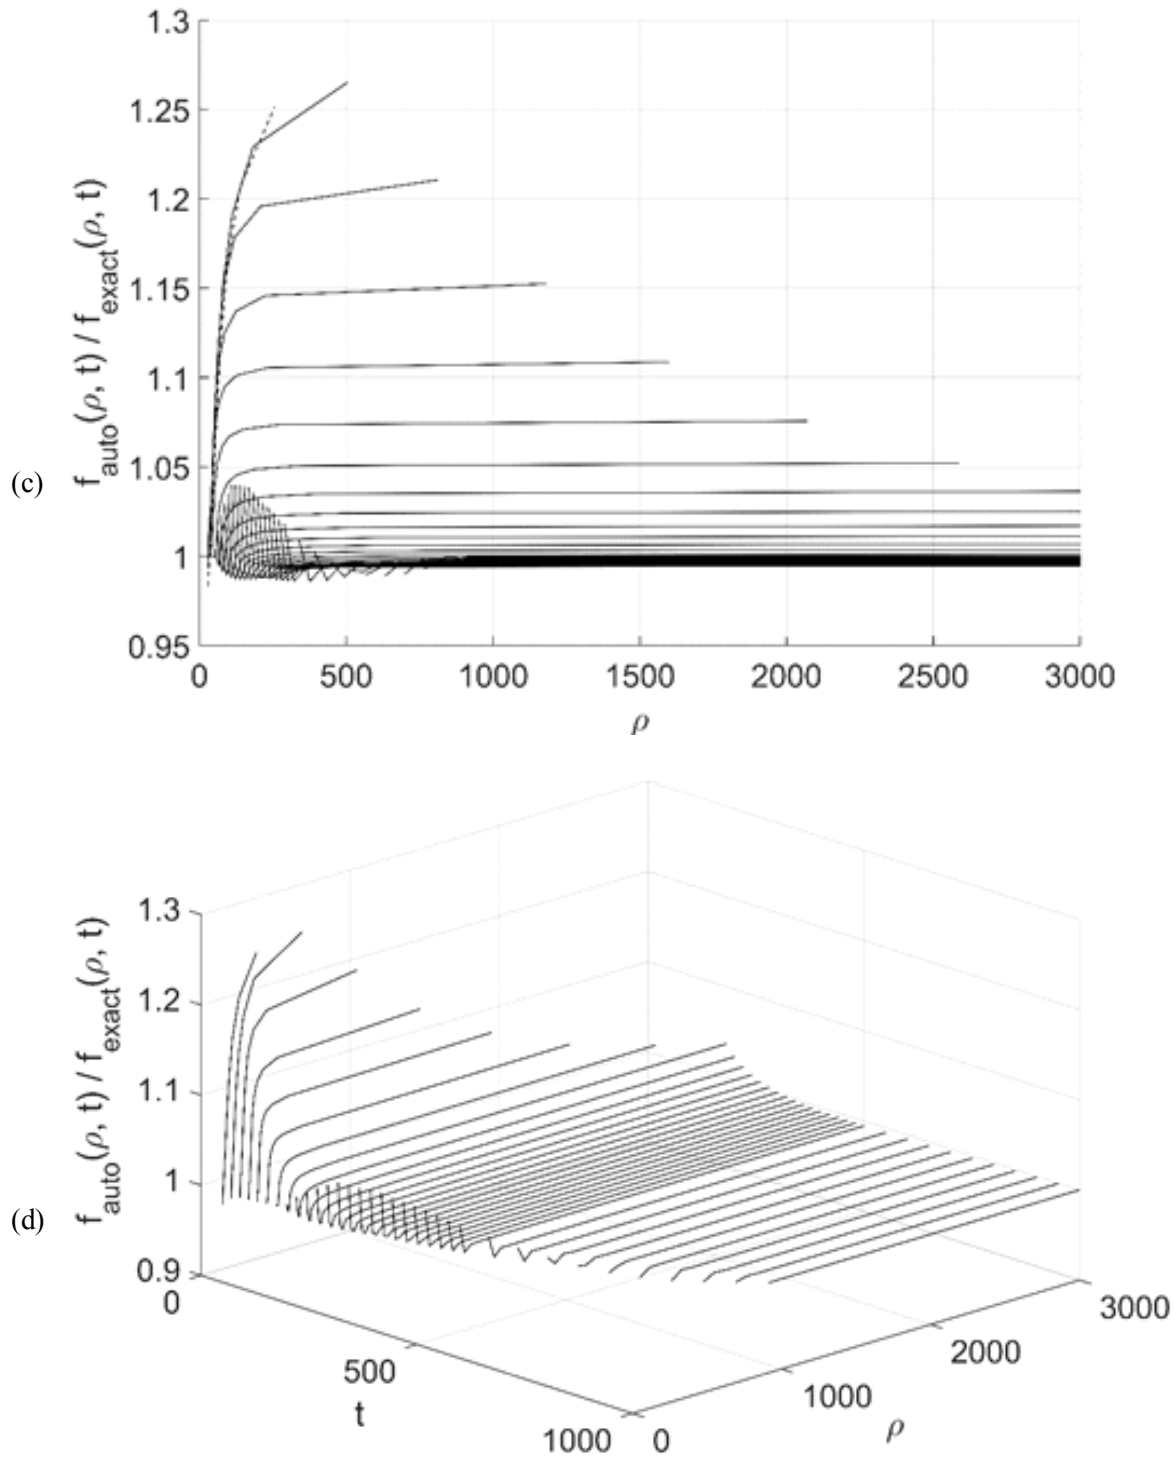 1.3
1.25
1.2
1.15
1.1
1.05
1
0.95
f_auto(ρ, t) / f_exact(ρ, t)
(c)
0 500 1000 1500 2000 2500 3000
ρ
1.3
1.2
1.1
1
0.9
f_auto(ρ, t) / f_exact(ρ, t)
(d)
0
500
1000
t
0
1000
2000
3000
ρ